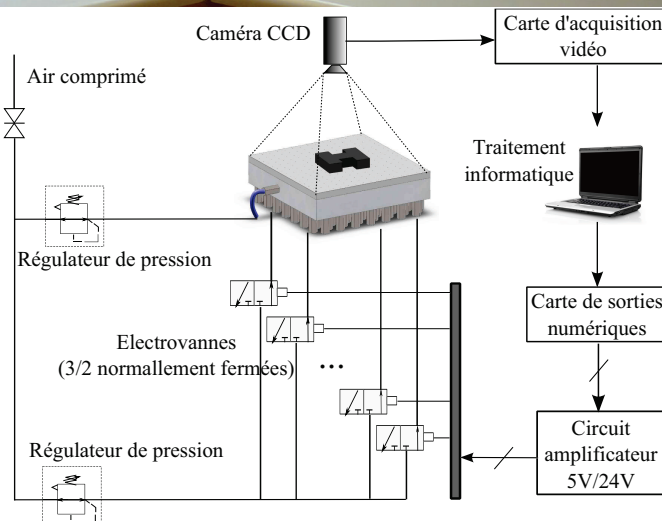 Caméra CCD
Carte d'acquisition
vidéo
Air comprimé
Traitement
informatique
Régulateur de pression
Carte de sorties
numériques
Electrovannes
(3/2 normallement fermées)
...
Circuit
amplificateur
5V/24V
Régulateur de pression